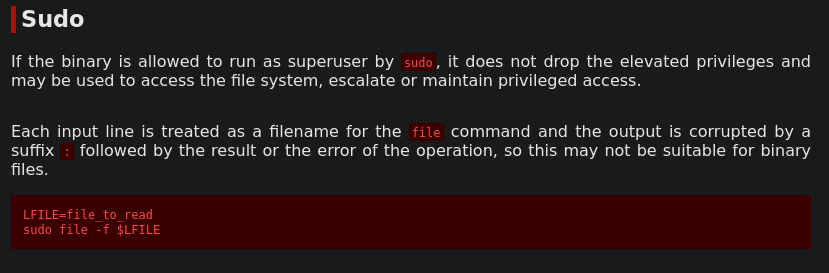 Sudo
If the binary is allowed to run as superuser by sudo, it does not drop the elevated privileges and
may be used to access the file system, escalate or maintain privileged access.
Each input line is treated as a filename for the file command and the output is corrupted by a
suffix : followed by the result or the error of the operation, so this may not be suitable for binary
files.
LFILE=file_to_read
sudo file -f $LFILE